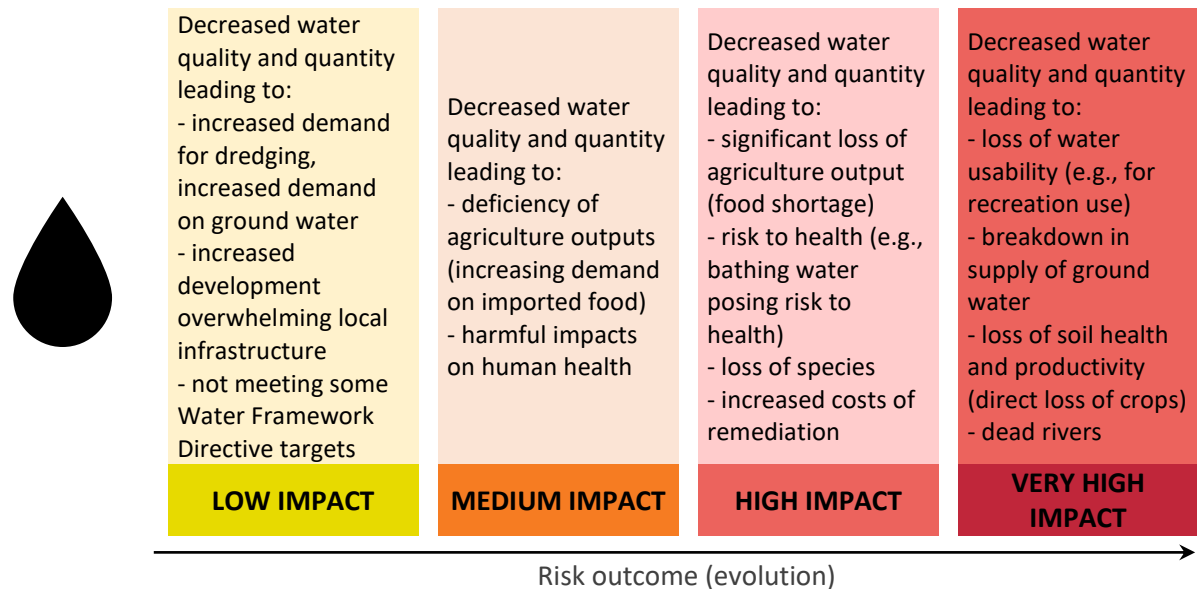 Decreased water
quality and quantity
leading to:
- increased demand
for dredging,
increased demand
on ground water
- increased
development
overwhelming local
infrastructure
- not meeting some
Water Framework
Directive targets
LOW IMPACT
Decreased water
quality and quantity
leading to:
- deficiency of
agriculture outputs
(increasing demand
on imported food)
- harmful impacts
on human health
MEDIUM IMPACT
Decreased water
quality and quantity
leading to:
- significant loss of
agriculture output
(food shortage)
- risk to health (e.g.,
bathing water
posing risk to
health)
- loss of species
- increased costs of
remediation
HIGH IMPACT
Decreased water
quality and quantity
leading to:
- loss of water
usability (e.g., for
recreation use)
- breakdown in
supply of ground
water
- loss of soil health
and productivity
(direct loss of crops)
- dead rivers
VERY HIGH
IMPACT
Risk outcome (evolution)